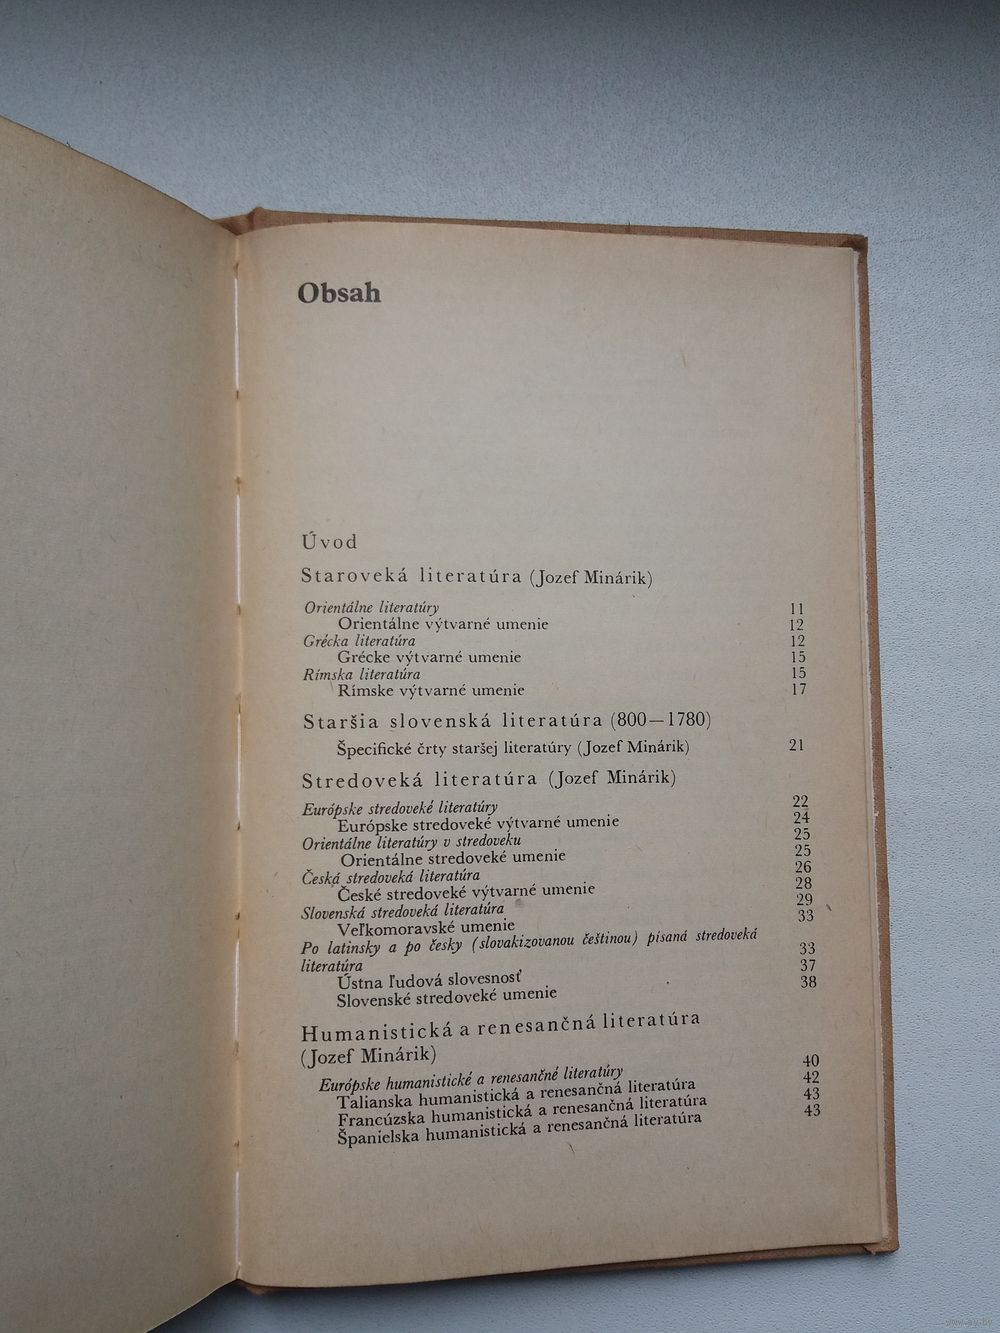 Obsah
Úvod
Staroveká literatúra (Jozef Minárik)
Orientálne literatúry 11
Orientálne výtvarné umenie 12
Grécka literatúra 12
Grécke výtvarné umenie 15
Rímska literatúra 15
Rímske výtvarné umenie 17
Staršia slovenská literatúra (800—1780)
Špecifické črty staršej literatúry (Jozef Minárik) 21
Stredoveká literatúra (Jozef Minárik)
Európske stredoveké literatúry 22
Európske stredoveké výtvarné umenie 24
Orientálne literatúry v stredoveku 25
Orientálne stredoveké umenie 25
Česká stredoveká literatúra 26
České stredoveké výtvarné umenie 28
Slovenská stredoveká literatúra 29
Veľkomoravské umenie 33
Po latinsky a po česky (slovakizovanou češtinou) písaná stredoveká
literatúra 33
Ústna ľudová slovesnosť 37
Slovenské stredoveké umenie 38
Humanistická a renesančná literatúra
(Jozef Minárik)
Európske humanistické a renesančné literatúry 40
Talianska humanistická a renesančná literatúra 42
Francúzska humanistická a renesančná literatúra 43
Španielska humanistická a renesančná literatúra 43
www.ay.by